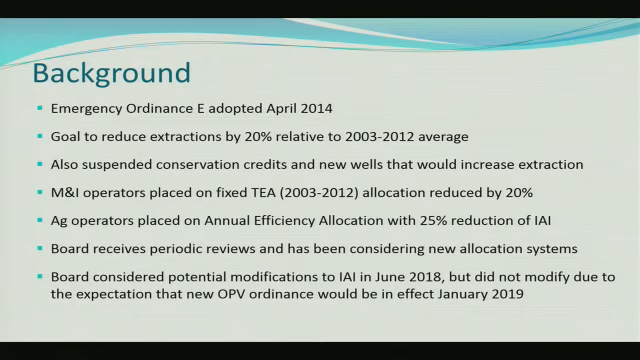 Background
Emergency Ordinance E adopted April 2014
Goal to reduce extractions by 20% relative to 2003-2012 average
Also suspended conservation credits and new wells that would increase extraction
M&I operators placed on fixed TEA (2003-2012) allocation reduced by 20%
Ag operators placed on Annual Efficiency Allocation with 25% reduction of IAI
Board receives periodic reviews and has been considering new allocation systems
Board considered potential modifications to IAI in June 2018, but did not modify due to
the expectation that new OPV ordinance would be in effect January 2019